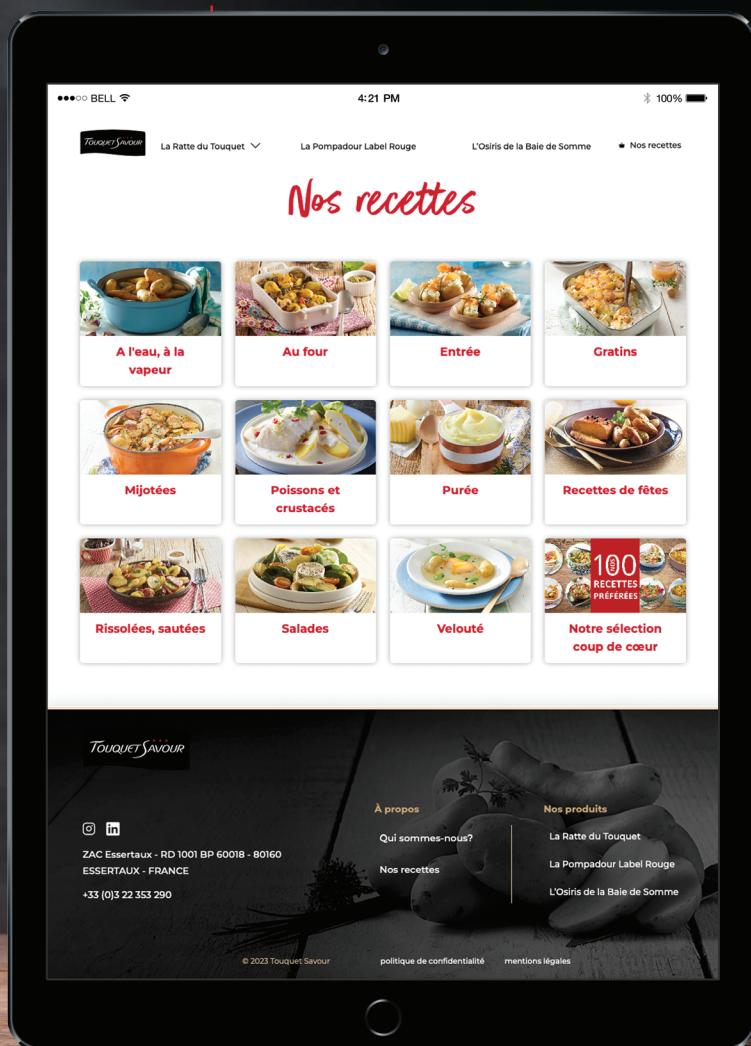 BELL
4:21 PM
100%
TOUQUET SAVOUR
La Ratte du Touquet
La Pompadour Label Rouge
L'Osiris de la Baie de Somme
Nos recettes
Nos recettes
A l'eau, à la
vapeur
Au four
Entrée
Gratins
Mijotées
Poissons et
crustacés
Purée
Recettes de fêtes
100
RECETTES
PRÉFÉRÉES
Rissolées, sautées
Salades
Velouté
Notre sélection
coup de cœur
TOUQUET SAVOUR
in
ZAC Essertaux - RD 1001 BP 60018 - 80160
ESSERTAUX - FRANCE
+33 (0)3 22 353 290
À propos
Qui sommes-nous?
Nos recettes
Nos produits
La Ratte du Touquet
La Pompadour Label Rouge
L'Osiris de la Baie de Somme
© 2023 Touquet Savour
politique de confidentialité
mentions légales